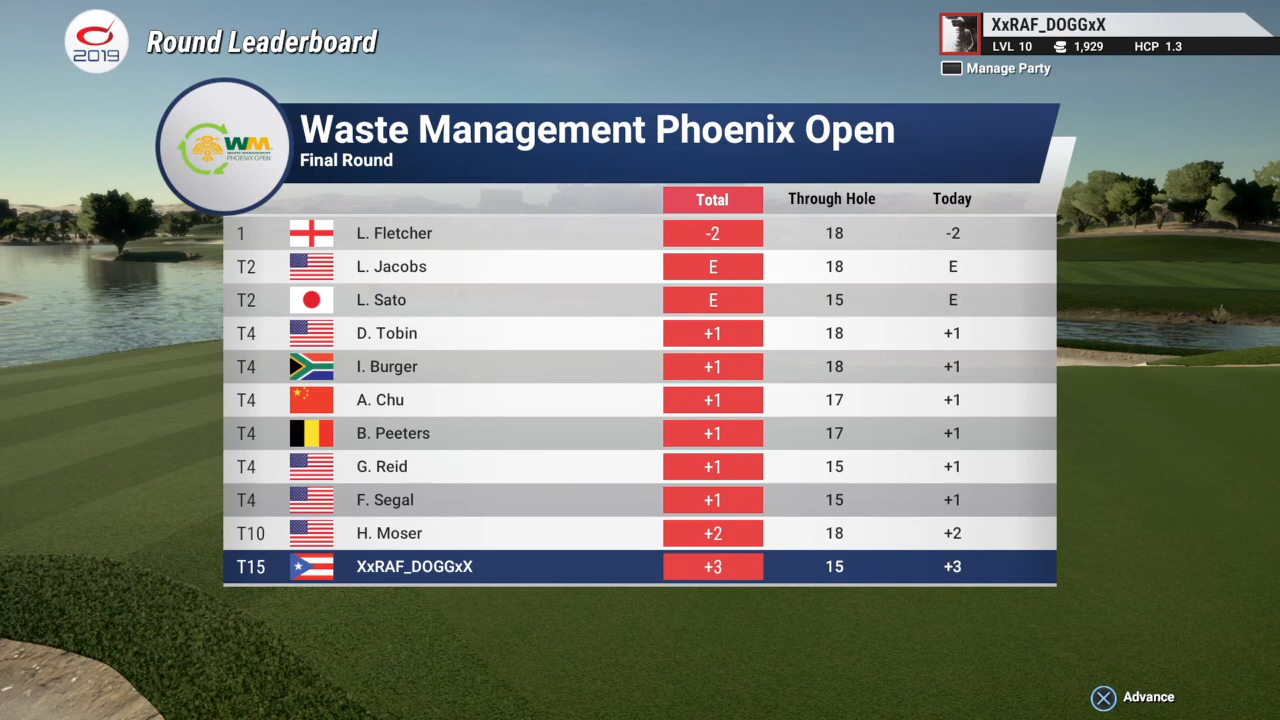 2019
Round Leaderboard
XxRAF_DOGGxX
LVL 10 1,929 HCP 1.3
Manage Party
WM
WASTE MANAGEMENT
PHOENIX OPEN
Waste Management Phoenix Open
Final Round
Total Through Hole Today
1 L. Fletcher -2 18 -2
T2 L. Jacobs E 18 E
T2 L. Sato E 15 E
T4 D. Tobin +1 18 +1
T4 I. Burger +1 18 +1
T4 A. Chu +1 17 +1
T4 B. Peeters +1 17 +1
T4 G. Reid +1 15 +1
T4 F. Segal +1 15 +1
T10 H. Moser +2 18 +2
T15 XxRAF_DOGGxX +3 15 +3
Advance